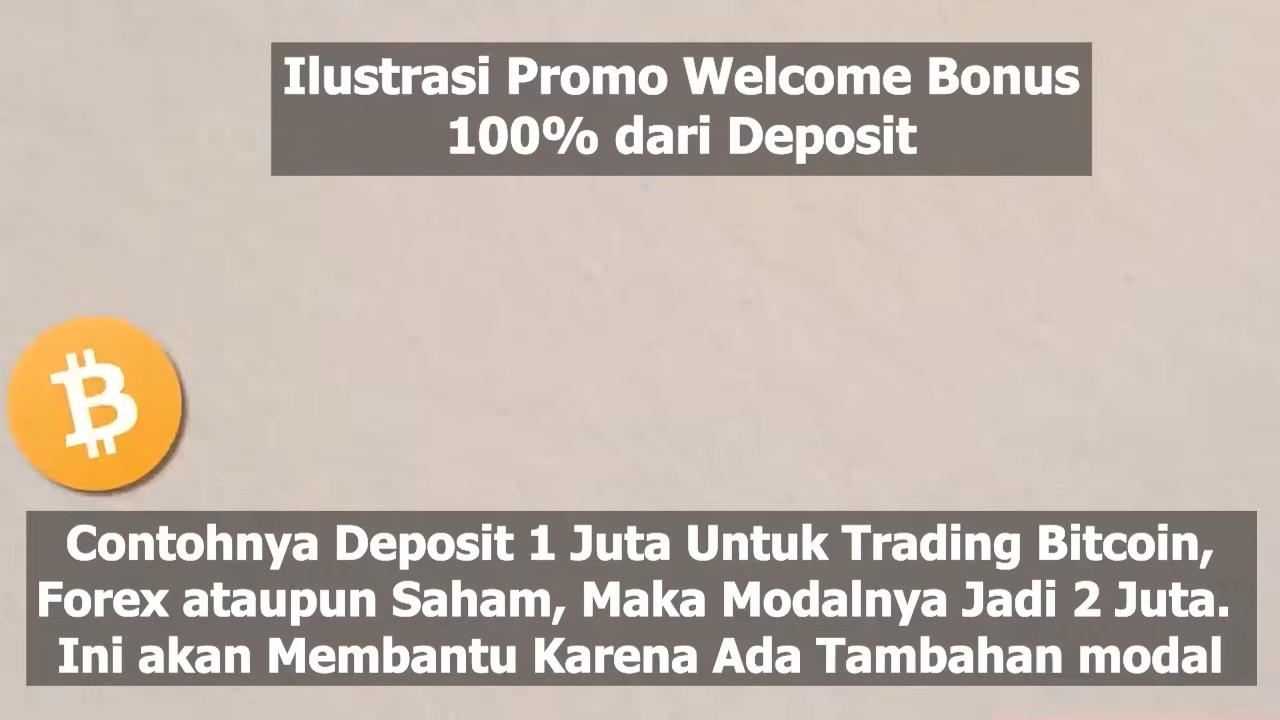 Ilustrasi Promo Welcome Bonus
100% dari Deposit
Contohnya Deposit 1 Juta Untuk Trading Bitcoin,
Forex ataupun Saham, Maka Modalnya Jadi 2 Juta.
Ini akan Membantu Karena Ada Tambahan modal